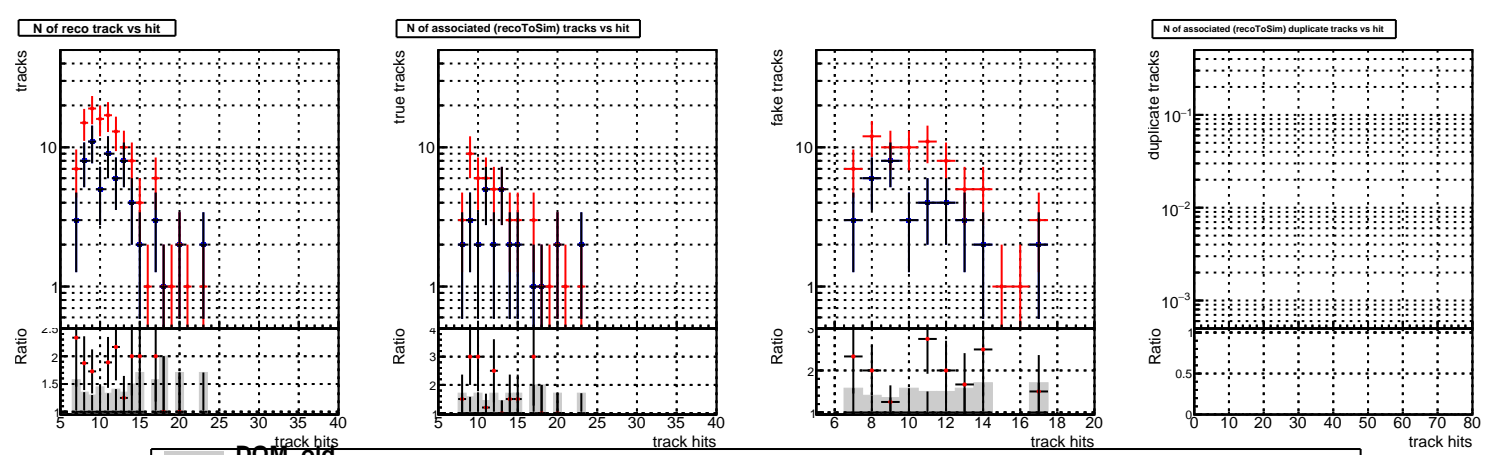 N of reco track vs hit
N of associated (recoToSim) tracks vs hit
N of associated (recoToSim) duplicate tracks vs hit
tracks
10
1
Ratio
2.5
2
1.5
1
5 10 15 20 25 30 35 40
track hits
true tracks
10
1
Ratio
4
3
2
1
5 10 15 20 25 30 35 40
track hits
fake tracks
10
1
Ratio
3
2
1
6 8 10 12 14 16 18 20
track hits
duplicate tracks
10⁻¹
10⁻²
10⁻³
Ratio
1
0.5
0
0 10 20 30 40 50 60 70 80
track hits